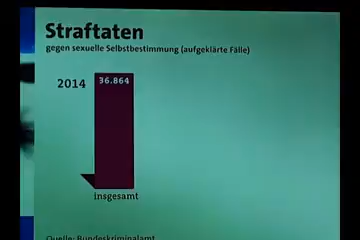 Straftaten
gegen sexuelle Selbstbestimmung (aufgeklärte Fälle)
2014
36.864
insgesamt
Quelle: Bundeskriminalamt